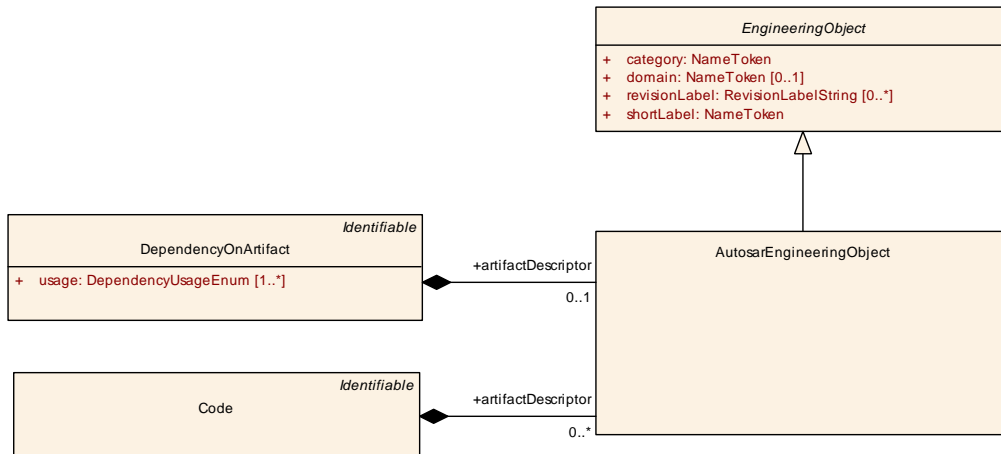 EngineeringObject
+ category: NameToken
+ domain: NameToken [0..1]
+ revisionLabel: RevisionLabelString [0..*]
+ shortLabel: NameToken
Identifiable
DependencyOnArtifact
+ usage: DependencyUsageEnum [1..*]
+artifactDescriptor
0..1
AutosarEngineeringObject
Identifiable
Code
+artifactDescriptor
0..*